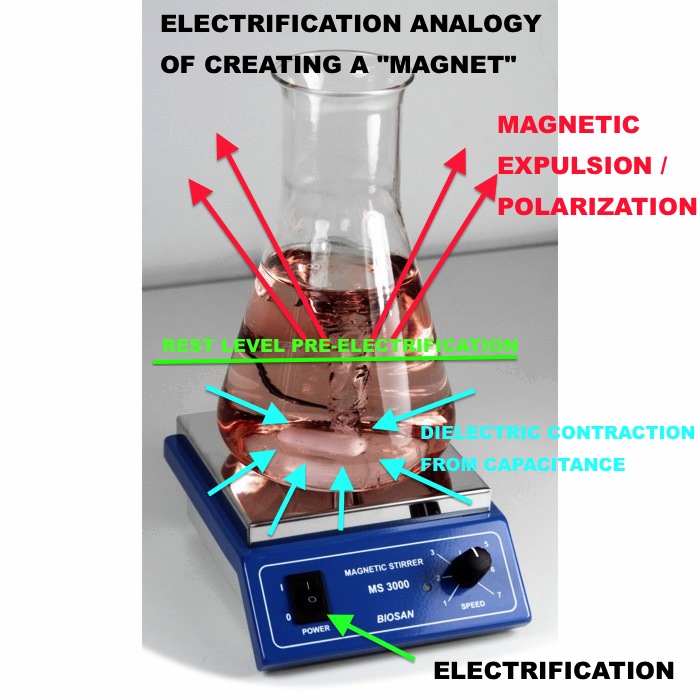 ELECTRIFICATION ANALOGY
OF CREATING A "MAGNET"
MAGNETIC
EXPULSION /
POLARIZATION
REST LEVEL PRE-ELECTRIFICATION
DIELECTRIC CONTRACTION
FROM CAPACITANCE
MAGNETIC STIRRER
MS 3000
BIOSAN
I
0
POWER
1
2
3
5
6
7
SPEED
ELECTRIFICATION